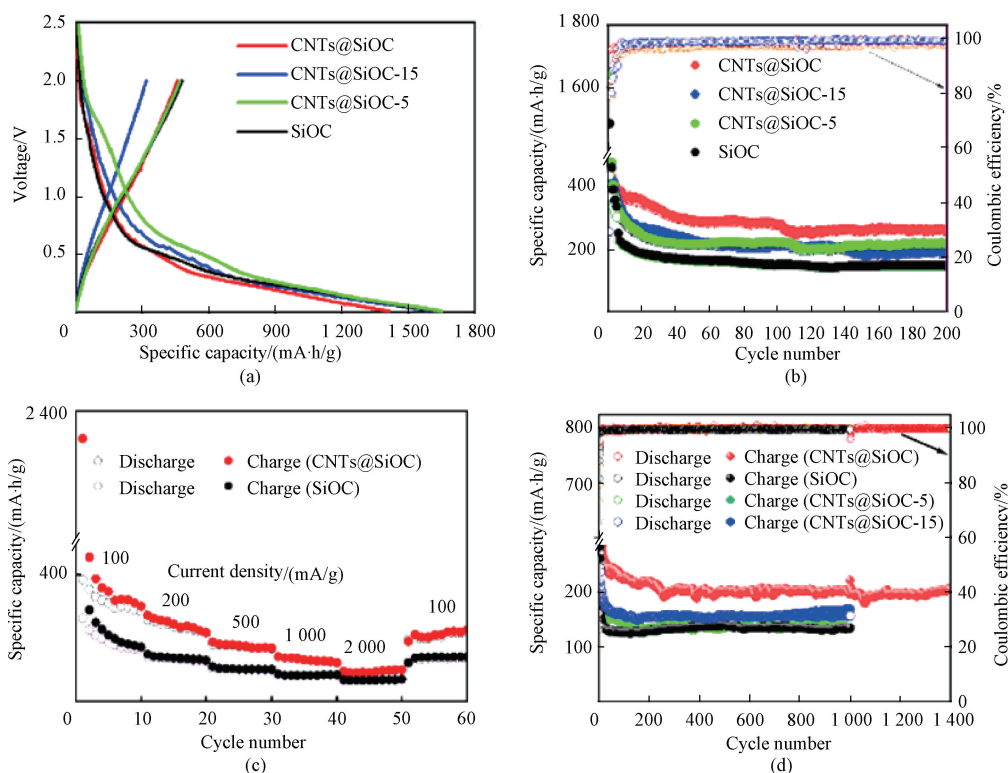 2.5
2.0
1.5
1.0
0.5
0
300
600
900
1 200
1 500
1 800
Voltage/V
Specific capacity/(mA·h/g)
CNTs@SiOC
CNTs@SiOC-15
CNTs@SiOC-5
SiOC
(a)
1 800
1 600
400
200
0
20
40
60
80
100
120
140
160
180
200
100
80
60
40
20
0
Specific capacity/(mA·h/g)
Coulombic efficiency/%
Cycle number
CNTs@SiOC
CNTs@SiOC-15
CNTs@SiOC-5
SiOC
(b)
2 400
400
0
10
20
30
40
50
60
Specific capacity/(mA·h/g)
Cycle number
Discharge Charge (CNTs@SiOC)
Discharge Charge (SiOC)
Current density/(mA/g)
100
200
500
1 000
2 000
100
(c)
800
700
200
100
0
200
400
600
800
1 000
1 200
1 400
100
80
60
40
20
0
Specific capacity/(mA·h/g)
Coulombic efficiency/%
Cycle number
Discharge Charge (CNTs@SiOC)
Discharge Charge (SiOC)
Discharge Charge (CNTs@SiOC-5)
Discharge Charge (CNTs@SiOC-15)
(d)